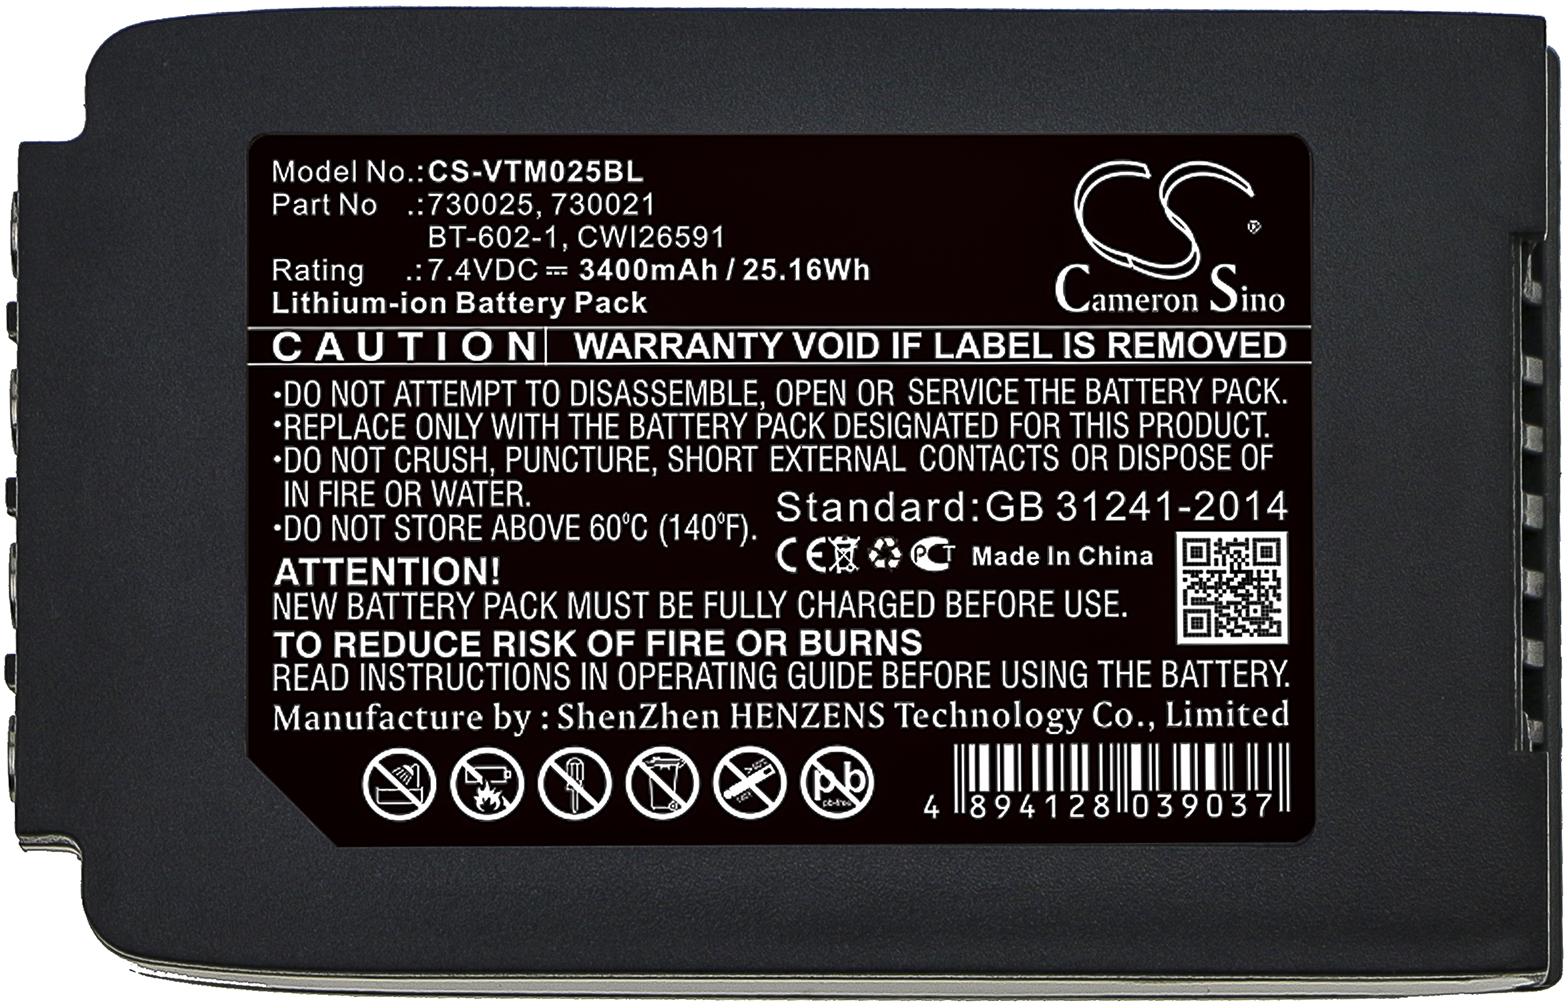 Model No.:CS-VTM025BL
Part No .:730025, 730021
BT-602-1, CWI26591
Rating .:7.4VDC ⎓ 3400mAh / 25.16Wh
Lithium-ion Battery Pack
CS ®
Cameron Sino
CAUTION WARRANTY VOID IF LABEL IS REMOVED
•DO NOT ATTEMPT TO DISASSEMBLE, OPEN OR SERVICE THE BATTERY PACK.
•REPLACE ONLY WITH THE BATTERY PACK DESIGNATED FOR THIS PRODUCT.
•DO NOT CRUSH, PUNCTURE, SHORT EXTERNAL CONTACTS OR DISPOSE OF
IN FIRE OR WATER.
•DO NOT STORE ABOVE 60°C (140°F).
Standard:GB 31241-2014
CE PCT Made In China
ATTENTION!
NEW BATTERY PACK MUST BE FULLY CHARGED BEFORE USE.
TO REDUCE RISK OF FIRE OR BURNS
READ INSTRUCTIONS IN OPERATING GUIDE BEFORE USING THE BATTERY.
Manufacture by : ShenZhen HENZENS Technology Co., Limited
pb
pb-free
4 894128 039037